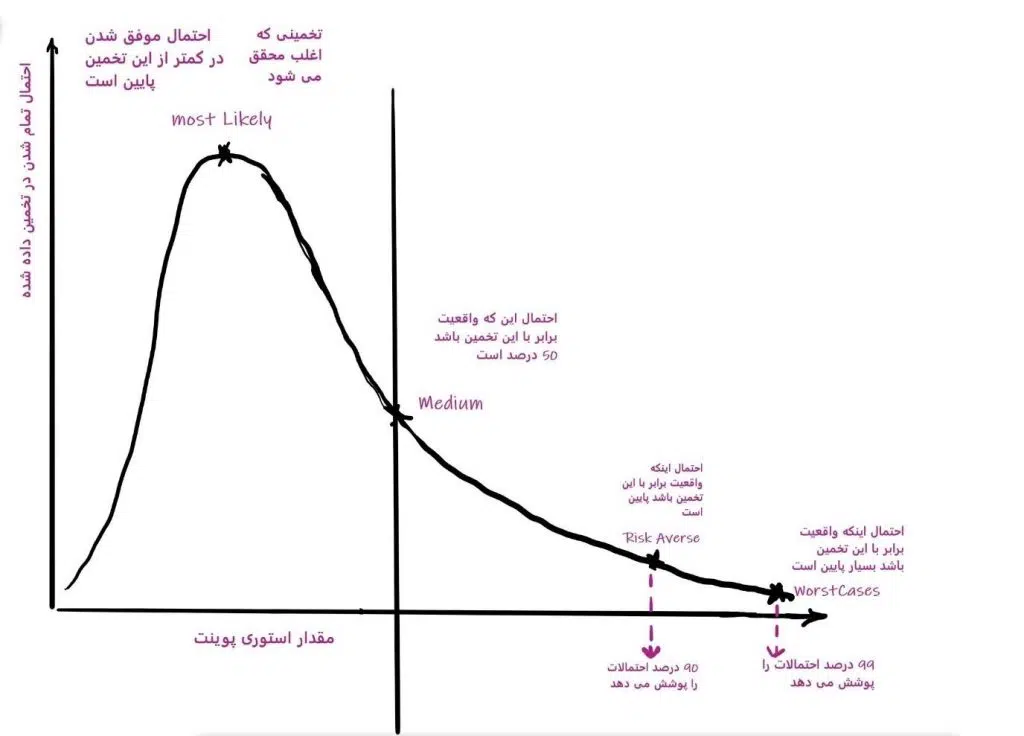 احتمال موفق شدن
در کمتر از این تخمین
پایین است
تخمینی که
اغلب محقق
می شود
most Likely
احتمال تمام شدن در تخمین داده شده
احتمال این که واقعیت
برابر با این تخمین باشد
50 درصد است
Medium
احتمال اینکه
واقعیت برابر با این
تخمین باشد پایین
است
Risk Averse
احتمال اینکه واقعیت
برابر با این تخمین
باشد بسیار پایین است
WorstCases
مقدار استوری پوینت
90 درصد احتمالات
را پوشش می دهد
99 درصد احتمالات را
پوشش می دهد